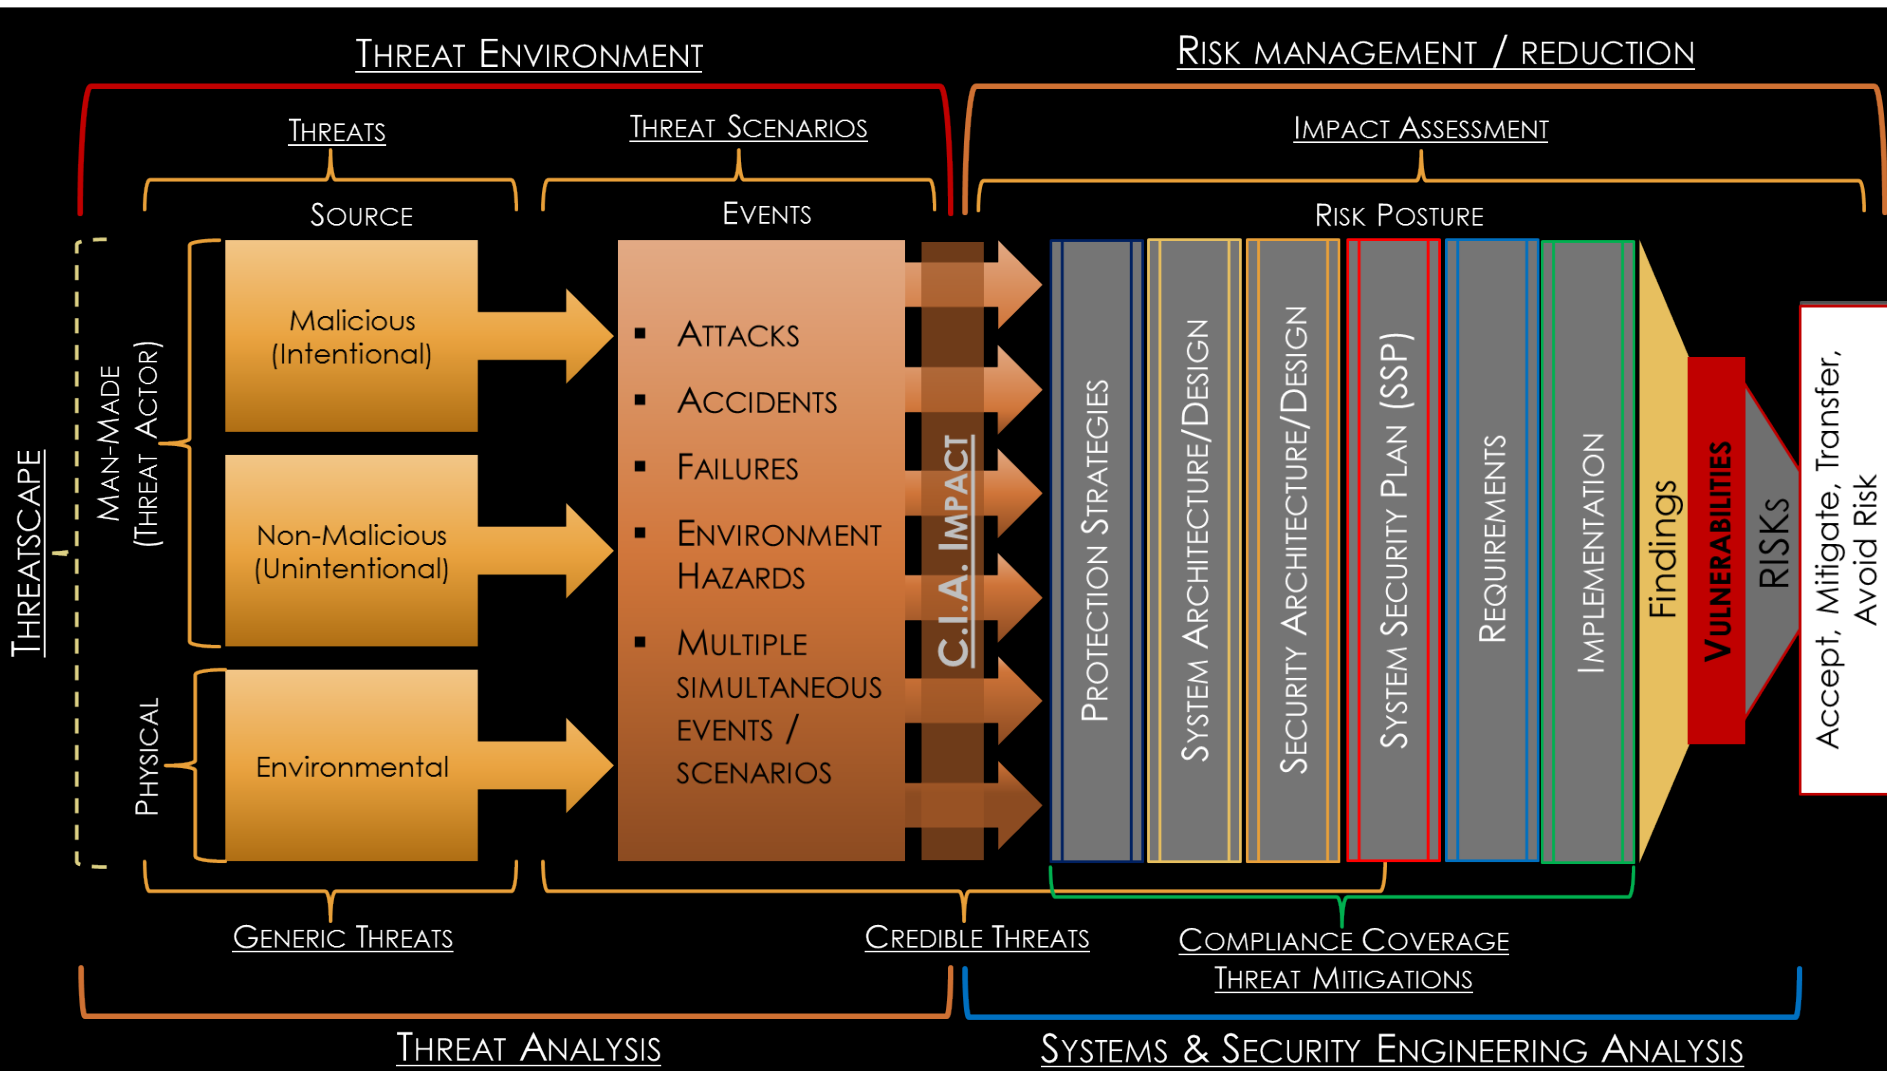 Threat Environment
Risk management / reduction
Threats
Threat Scenarios
Impact Assessment
Source
Events
Risk Posture
Threatscape
Man-Made
(Threat Actor)
Physical
Malicious
(Intentional)
Non-Malicious
(Unintentional)
Environmental
▪ Attacks
▪ Accidents
▪ Failures
▪ Environment
Hazards
▪ Multiple
simultaneous
events /
scenarios
C.I.A. Impact
Protection Strategies
System Architecture/Design
Security Architecture/Design
System Security Plan (SSP)
Requirements
Implementation
Findings
Vulnerabilities
RISKs
Accept, Mitigate, Transfer,
Avoid Risk
Generic Threats
Credible Threats
Compliance Coverage
Threat Mitigations
Threat Analysis
Systems & Security Engineering Analysis